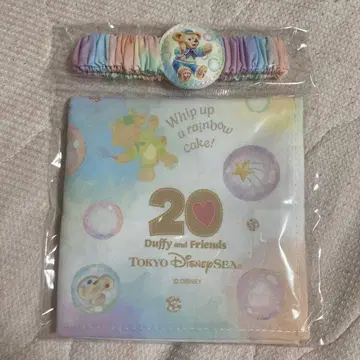 Whip up
a rainbow
cake!
20
Duffy and Friends
TOKYO DISNEYSEA®
©DISNEY